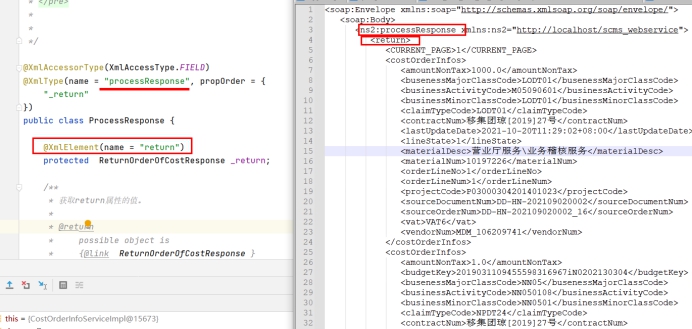 * </pre>
*
*
*/
@XmlAccessorType(XmlAccessType.FIELD)
@XmlType(name = "processResponse", propOrder = {
"_return"
})
public class ProcessResponse {
@XmlElement(name = "return")
protected ReturnOrderOfCostResponse _return;
/**
* 获取return属性的值。
*
* @return
* possible object is
* {@link ReturnOrderOfCostResponse }
this = {CostOrderInfoServiceImpl@15673}
1 <soap:Envelope xmlns:soap="http://schemas.xmlsoap.org/soap/envelope/">
2 <soap:Body>
3 <ns2:processResponse xmlns:ns2="http://localhost/scms_webservice">
4 <return>
5 <CURRENT_PAGE>1</CURRENT_PAGE>
6 <costOrderInfos>
7 <amountNonTax>1000.0</amountNonTax>
8 <busenessMajorClassCode>LODT01</busenessMajorClassCode>
9 <businessActivityCode>M05090601</businessActivityCode>
10 <businessMinorClassCode>LODT01</businessMinorClassCode>
11 <claimTypeCode>LODT01</claimTypeCode>
12 <contractNum>移集团琼[2019]27号</contractNum>
13 <lastUpdateDate>2021-10-20T11:29:02+08:00</lastUpdateDate>
14 <lineState>1</lineState>
15 <materialDesc>营业厅服务\业务稽核服务</materialDesc>
16 <materialNum>10197226</materialNum>
17 <orderLineNo>1</orderLineNo>
18 <orderLineNum>1</orderLineNum>
19 <projectCode>P03000304201401023</projectCode>
20 <sourceDocumentNum>DD-HN-202109020002</sourceDocumentNum>
21 <sourceOrderNum>DD-HN-202109020002_16</sourceOrderNum>
22 <vat>VAT6</vat>
23 <vendorNum>MDM_106209741</vendorNum>
24 </costOrderInfos>
25 <costOrderInfos>
26 <amountNonTax>1.0</amountNonTax>
27 <budgetKey>20190311094555598316967iN0202130304</budgetKey>
28 <busenessMajorClassCode>NN05</busenessMajorClassCode>
29 <businessActivityCode>NN050108</businessActivityCode>
30 <businessMinorClassCode>NN0501</businessMinorClassCode>
31 <claimTypeCode>NPDT24</claimTypeCode>
32 <contractNum>移集团琼[2019]27号</contractNum>